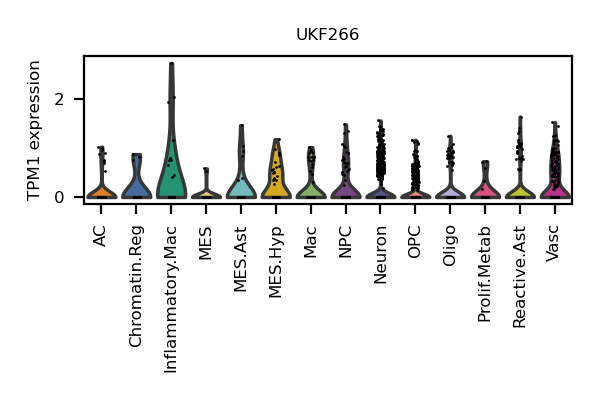 UKF266
TPM1 expression
2
0
AC
Chromatin.Reg
Inflammatory.Mac
MES
MES.Ast
MES.Hyp
Mac
NPC
Neuron
OPC
Oligo
Prolif.Metab
Reactive.Ast
Vasc